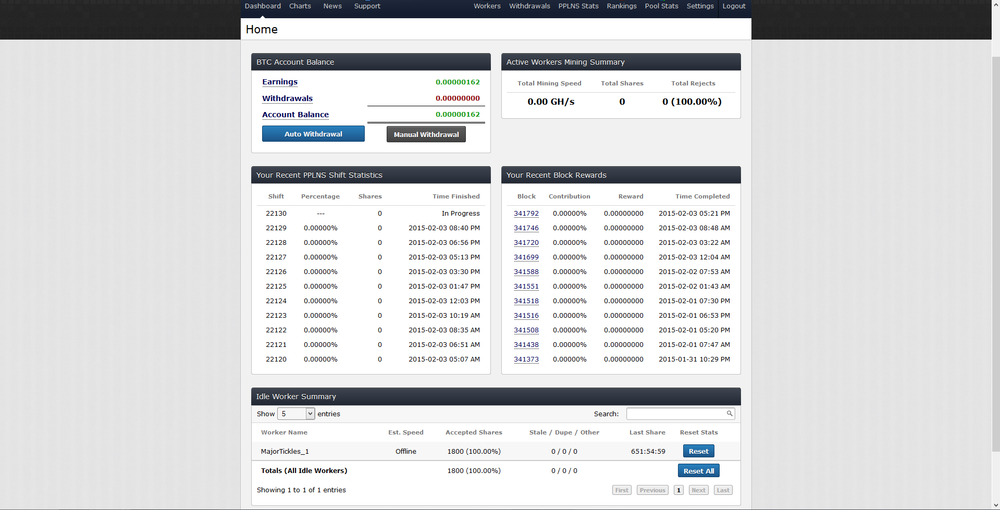 Dashboard Charts News Support Workers Withdrawals PPLNS Stats Rankings Pool Stats Settings Logout
Home
BTC Account Balance
Earnings 0.00000162
Withdrawals 0.00000000
Account Balance 0.00000162
Auto Withdrawal Manual Withdrawal
Active Workers Mining Summary
Total Mining Speed Total Shares Total Rejects
0.00 GH/s 0 0 (100.00%)
Your Recent PPLNS Shift Statistics
Shift Percentage Shares Time Finished
22130 --- 0 In Progress
22129 0.00000% 0 2015-02-03 08:40 PM
22128 0.00000% 0 2015-02-03 06:56 PM
22127 0.00000% 0 2015-02-03 05:13 PM
22126 0.00000% 0 2015-02-03 03:30 PM
22125 0.00000% 0 2015-02-03 01:47 PM
22124 0.00000% 0 2015-02-03 12:03 PM
22123 0.00000% 0 2015-02-03 10:19 AM
22122 0.00000% 0 2015-02-03 08:35 AM
22121 0.00000% 0 2015-02-03 06:51 AM
22120 0.00000% 0 2015-02-03 05:07 AM
Your Recent Block Rewards
Block Contribution Reward Time Completed
341792 0.00000% 0.00000000 2015-02-03 05:21 PM
341746 0.00000% 0.00000000 2015-02-03 08:48 AM
341720 0.00000% 0.00000000 2015-02-03 03:22 AM
341699 0.00000% 0.00000000 2015-02-03 12:04 AM
341588 0.00000% 0.00000000 2015-02-02 07:53 AM
341551 0.00000% 0.00000000 2015-02-02 01:43 AM
341518 0.00000% 0.00000000 2015-02-01 07:30 PM
341516 0.00000% 0.00000000 2015-02-01 06:53 PM
341508 0.00000% 0.00000000 2015-02-01 05:20 PM
341438 0.00000% 0.00000000 2015-02-01 07:47 AM
341373 0.00000% 0.00000000 2015-01-31 10:29 PM
Idle Worker Summary
Show 5 entries Search:
Worker Name Est. Speed Accepted Shares Stale / Dupe / Other Last Share Reset Stats
MajorTickles_1 Offline 1800 (100.00%) 0 / 0 / 0 651:54:59 Reset
Totals (All Idle Workers) 1800 (100.00%) 0 / 0 / 0 Reset All
Showing 1 to 1 of 1 entries First Previous 1 Next Last